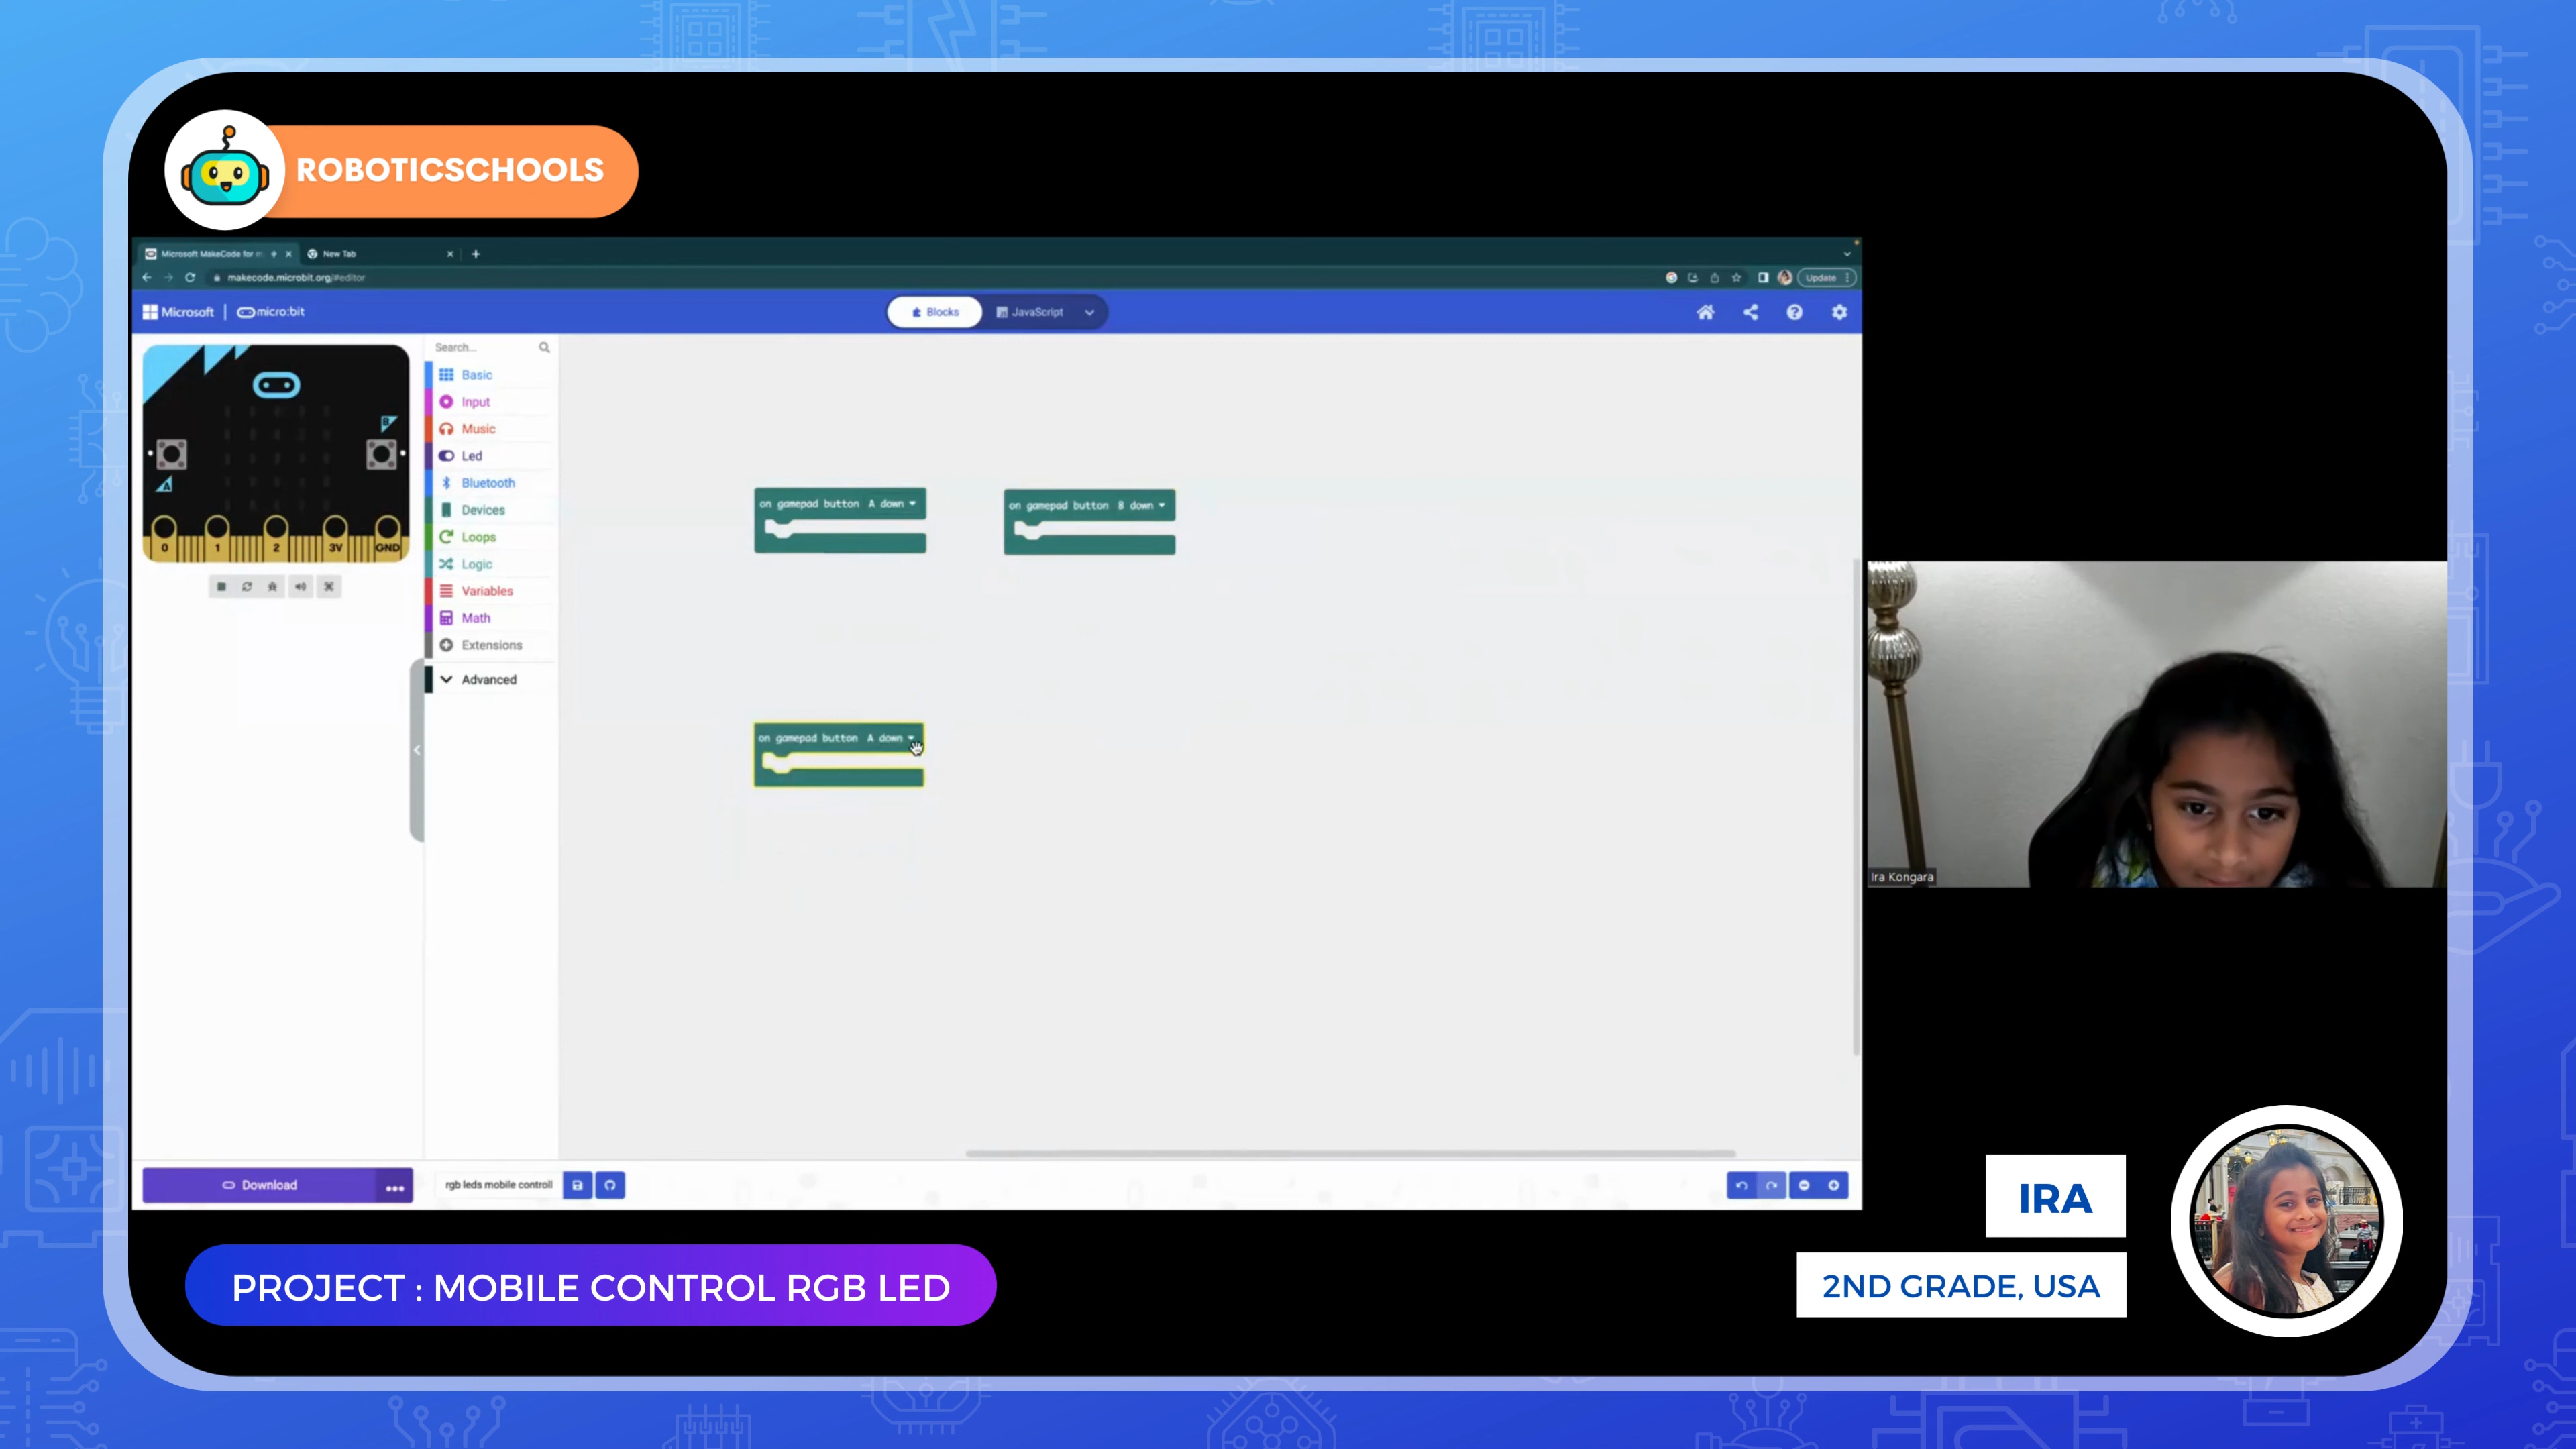 ROBOTICSCHOOLS
Microsoft MakeCode for m
New Tab
makecode.microbit.org/#editor
Update
Microsoft
micro:bit
Blocks
JavaScript
Search...
Basic
Input
Music
Led
Bluetooth
Devices
Loops
Logic
Variables
Math
Extensions
Advanced
B
A
0 1 2 3V GND
on gamepad button A down
on gamepad button B down
on gamepad button A down
Download
rgb leds mobile controll
Ira Kongara
IRA
2ND GRADE, USA
PROJECT : MOBILE CONTROL RGB LED